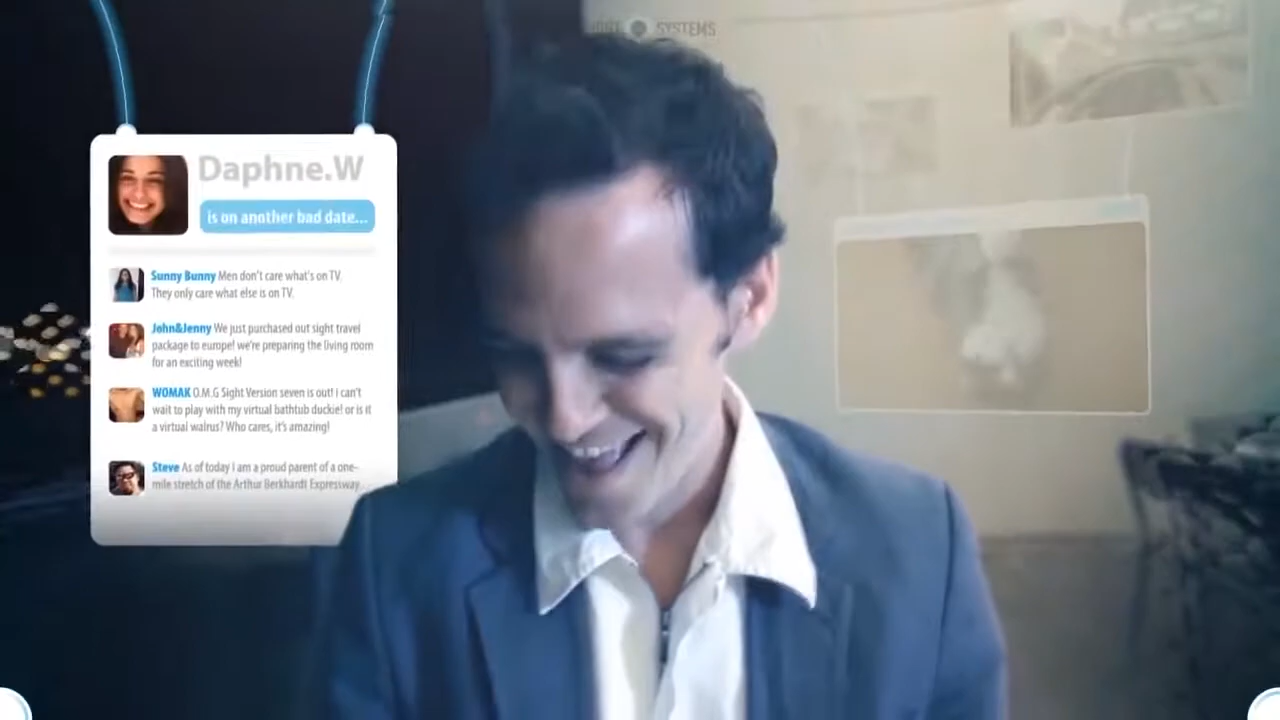 SYSTEMS
Daphne.W
is on another bad date...
Sunny Bunny Men don't care what's on TV.
They only care what else is on TV.
John&Jenny We just purchased out sight travel
package to europe! we're preparing the living room
for an exciting week!
WOMAK O.M.G Sight Version seven is out! i can't
wait to play with my virtual bathtub duckie! or is it
a virtual walrus? Who cares, it's amazing!
Steve As of today I am a proud parent of a one-
mile stretch of the Arthur Berkhardt Expressway.